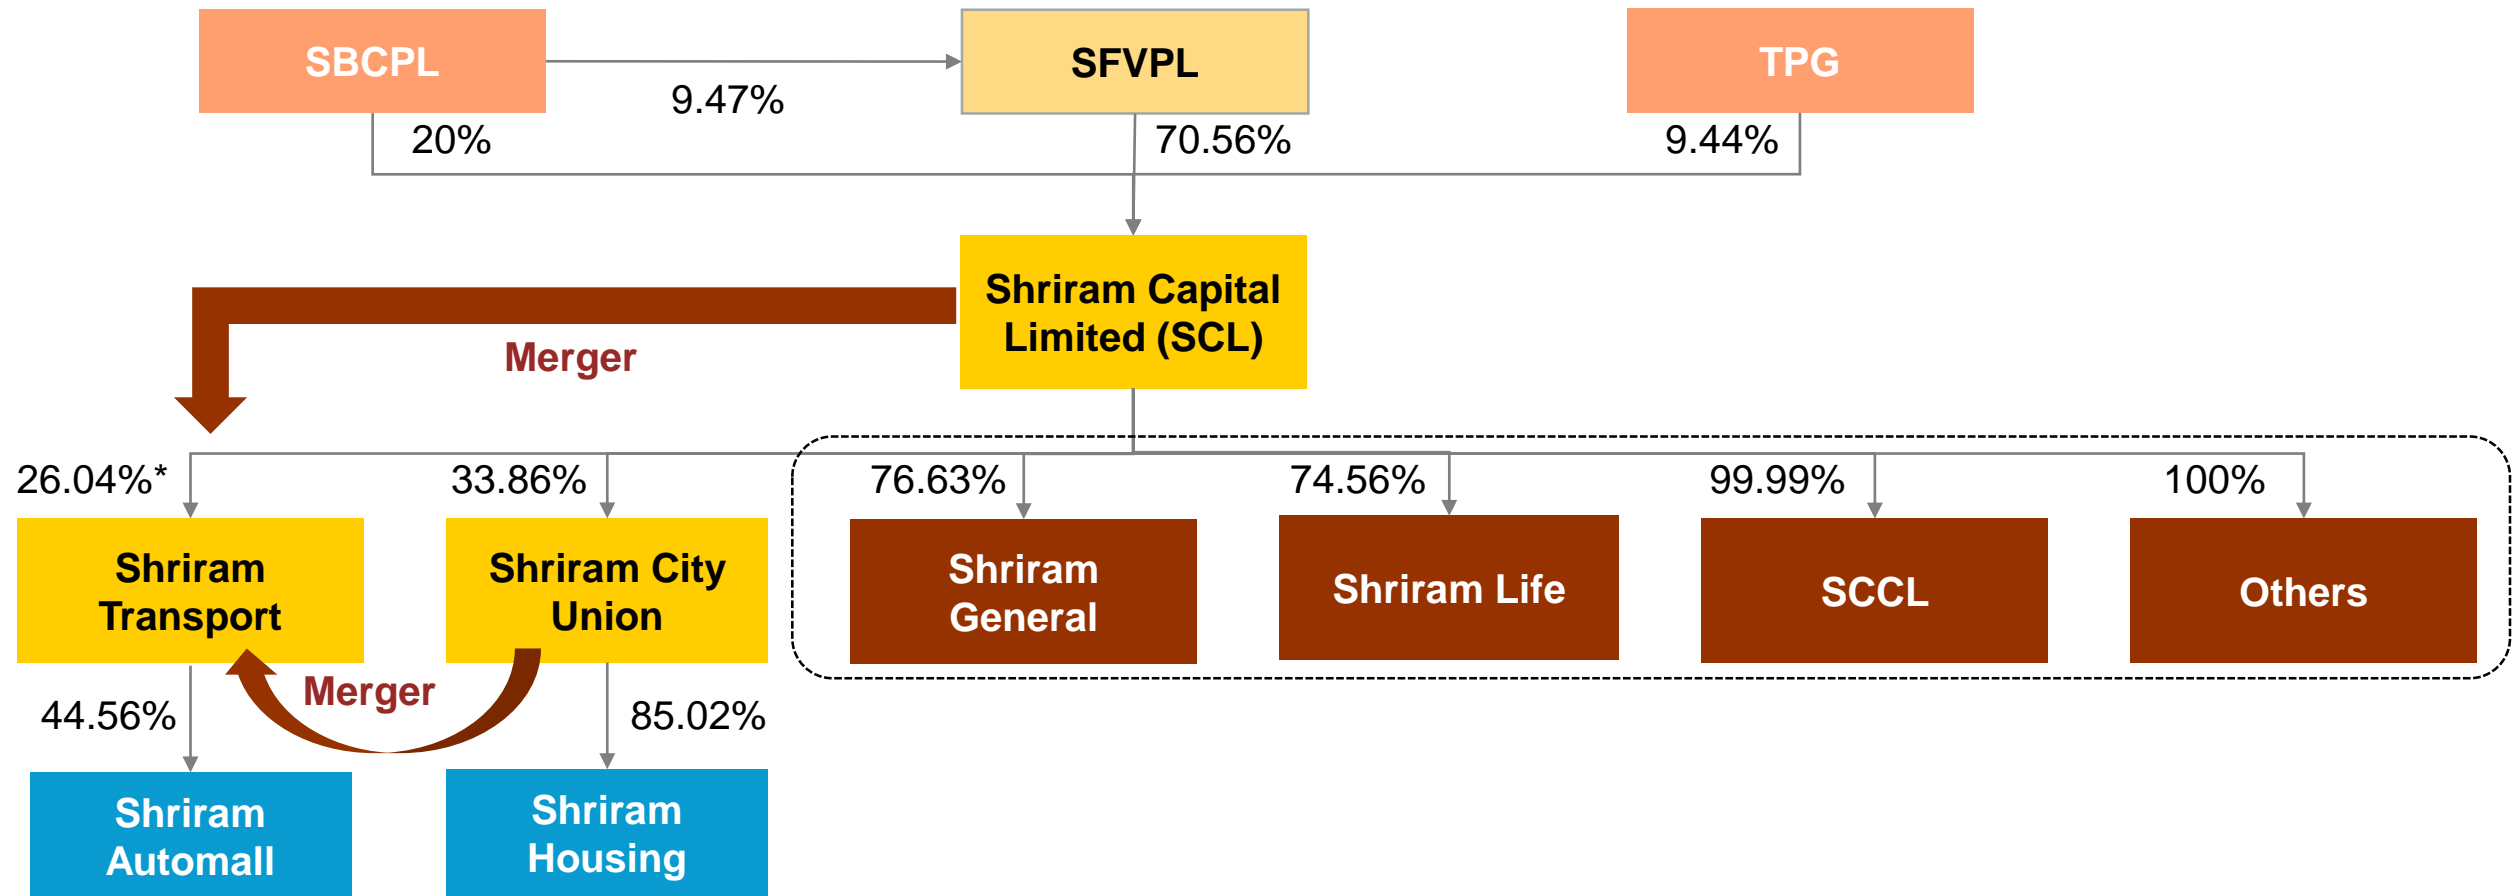 SBCPL
SFVPL
TPG
9.47%
20%
70.56%
9.44%
Shriram Capital
Limited (SCL)
Merger
26.04%*
33.86%
76.63%
74.56%
99.99%
100%
Shriram
Transport
Shriram City
Union
Shriram
General
Shriram Life
SCCL
Others
Merger
44.56%
85.02%
Shriram
Automall
Shriram
Housing